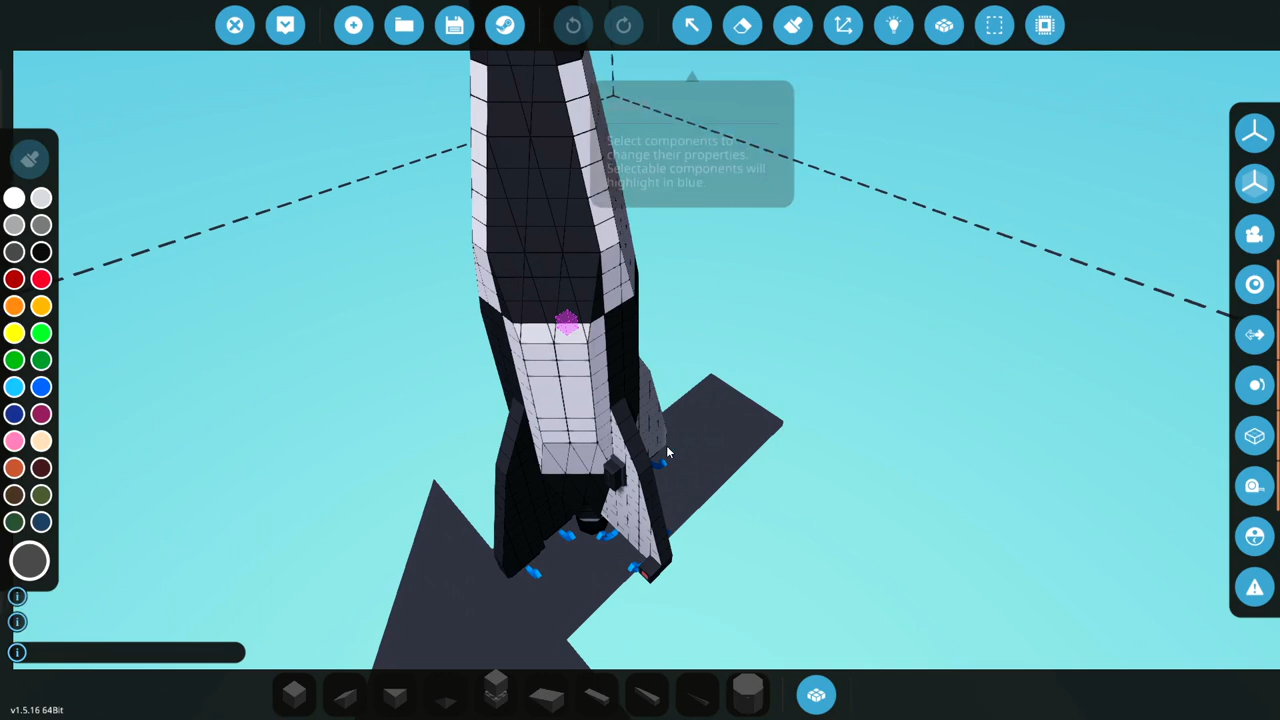 Select components to
change their properties.
Selectable components will
highlight in blue
v1.5.16 64Bit